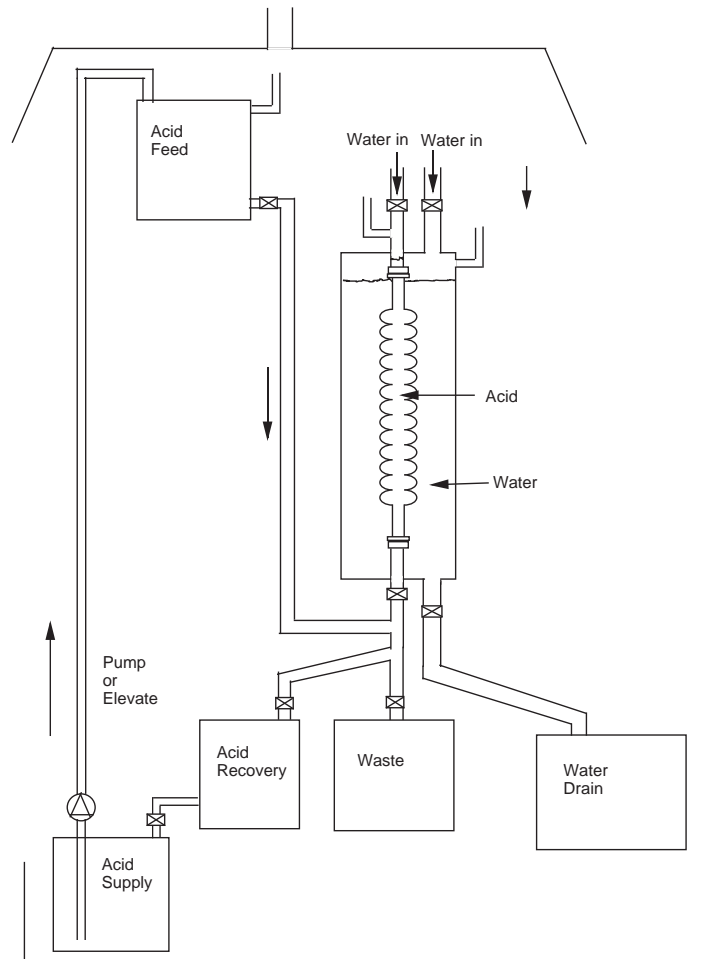 Acid
Feed
Water in
Water in
Acid
Water
Pump
or
Elevate
Acid
Recovery
Waste
Water
Drain
Acid
Supply